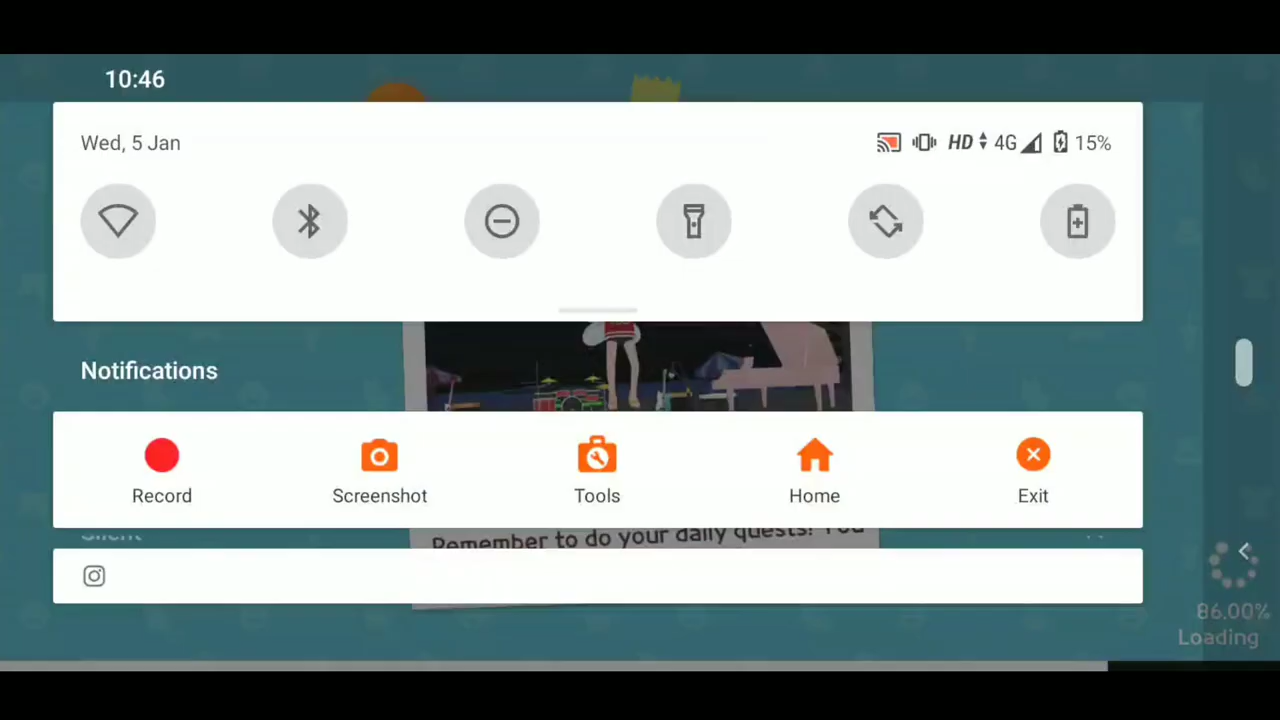 10:46
Wed, 5 Jan
HD 4G 15%
Notifications
Record Screenshot Tools Home Exit
Silent
Remember to do your daily quests! You
86.00%
Loading